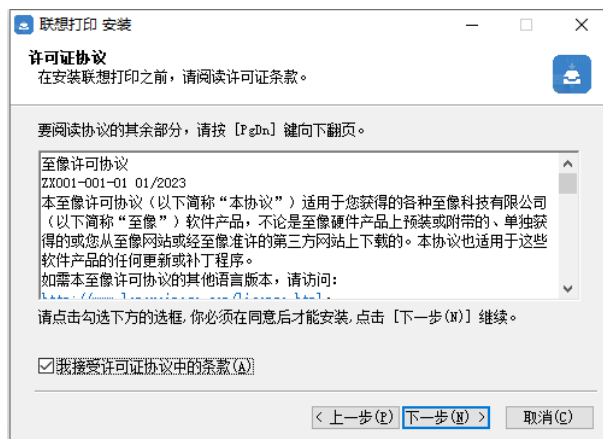 联想打印 安装
许可证协议
在安装联想打印之前，请阅读许可证条款。
要阅读协议的其余部分，请按 [PgDn] 键向下翻页。
至像许可协议
ZX001-001-01 01/2023
本至像许可协议（以下简称“本协议”）适用于您获得的各种至像科技有限公司
（以下简称“至像”）软件产品，不论是至像硬件产品上预装或附带的、单独获
得的或您从至像网站或经至像准许的第三方网站上下载的。本协议也适用于这些
软件产品的任何更新或补丁程序。
如需本至像许可协议的其他语言版本，请访问：
请点击勾选下方的选框,你必须在同意后才能安装,点击 [下一步(N)] 继续。
我接受许可证协议中的条款(A)
< 上一步(P) 下一步(N) > 取消(C)